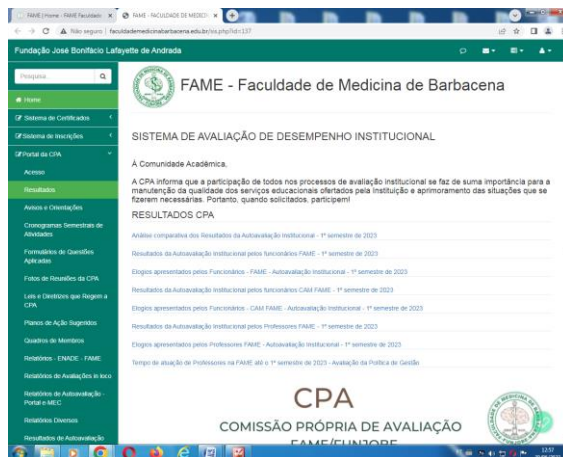 FAME | Home - FAME Faculdade
FAME - FACULDADE DE MEDICI
Não seguro | faculdademedicinabarbacena.edu.br/sis.php?id=137
Fundação José Bonifácio Lafayette de Andrada
Pesquisa...
Home
Sistema de Certificados
Sistema de Inscrições
Portal da CPA
Acesso
Resultados
Avisos e Orientações
Cronogramas Semestrais de
Atividades
Formulários de Questões
Aplicadas
Fotos de Reuniões da CPA
Leis e Diretrizes que Regem a
CPA
Planos de Ação Sugeridos
Quadros de Membros
Relatórios - ENADE - FAME
Relatórios de Avaliações in loco
Relatórios de Autoavaliação -
Portal e-MEC
Relatórios Diversos
Resultados de Autoavaliação
FAME - Faculdade de Medicina de Barbacena
SISTEMA DE AVALIAÇÃO DE DESEMPENHO INSTITUCIONAL
À Comunidade Acadêmica,
A CPA informa que a participação de todos nos processos de avaliação institucional se faz de suma importância para a
manutenção da qualidade dos serviços educacionais ofertados pela Instituição e aprimoramento das situações que se
fizerem necessárias. Portanto, quando solicitados, participem!
RESULTADOS CPA
Análise comparativa dos Resultados da Autoavaliação Institucional - 1º semestre de 2023
Resultados da Autoavaliação Institucional pelos funcionários FAME - 1º semestre de 2023
Elogios apresentados pelos Funcionários - FAME - Autoavaliação Institucional - 1º semestre de 2023
Resultados da Autoavaliação Institucional pelos funcionários CAM FAME - 1º semestre de 2023
Elogios apresentados pelos Funcionários - CAM FAME - Autoavaliação Institucional - 1º semestre de 2023
Resultados da Autoavaliação Institucional pelos Professores FAME - 1º semestre de 2023
Elogios apresentados pelos Professores FAME - Autoavaliação Institucional - 1º semestre de 2023
Tempo de atuação de Professores na FAME até o 1º semestre de 2023 - Avaliação da Política de Gestão
CPA
COMISSÃO PRÓPRIA DE AVALIAÇÃO
FAME/FUNJOBE
12:57